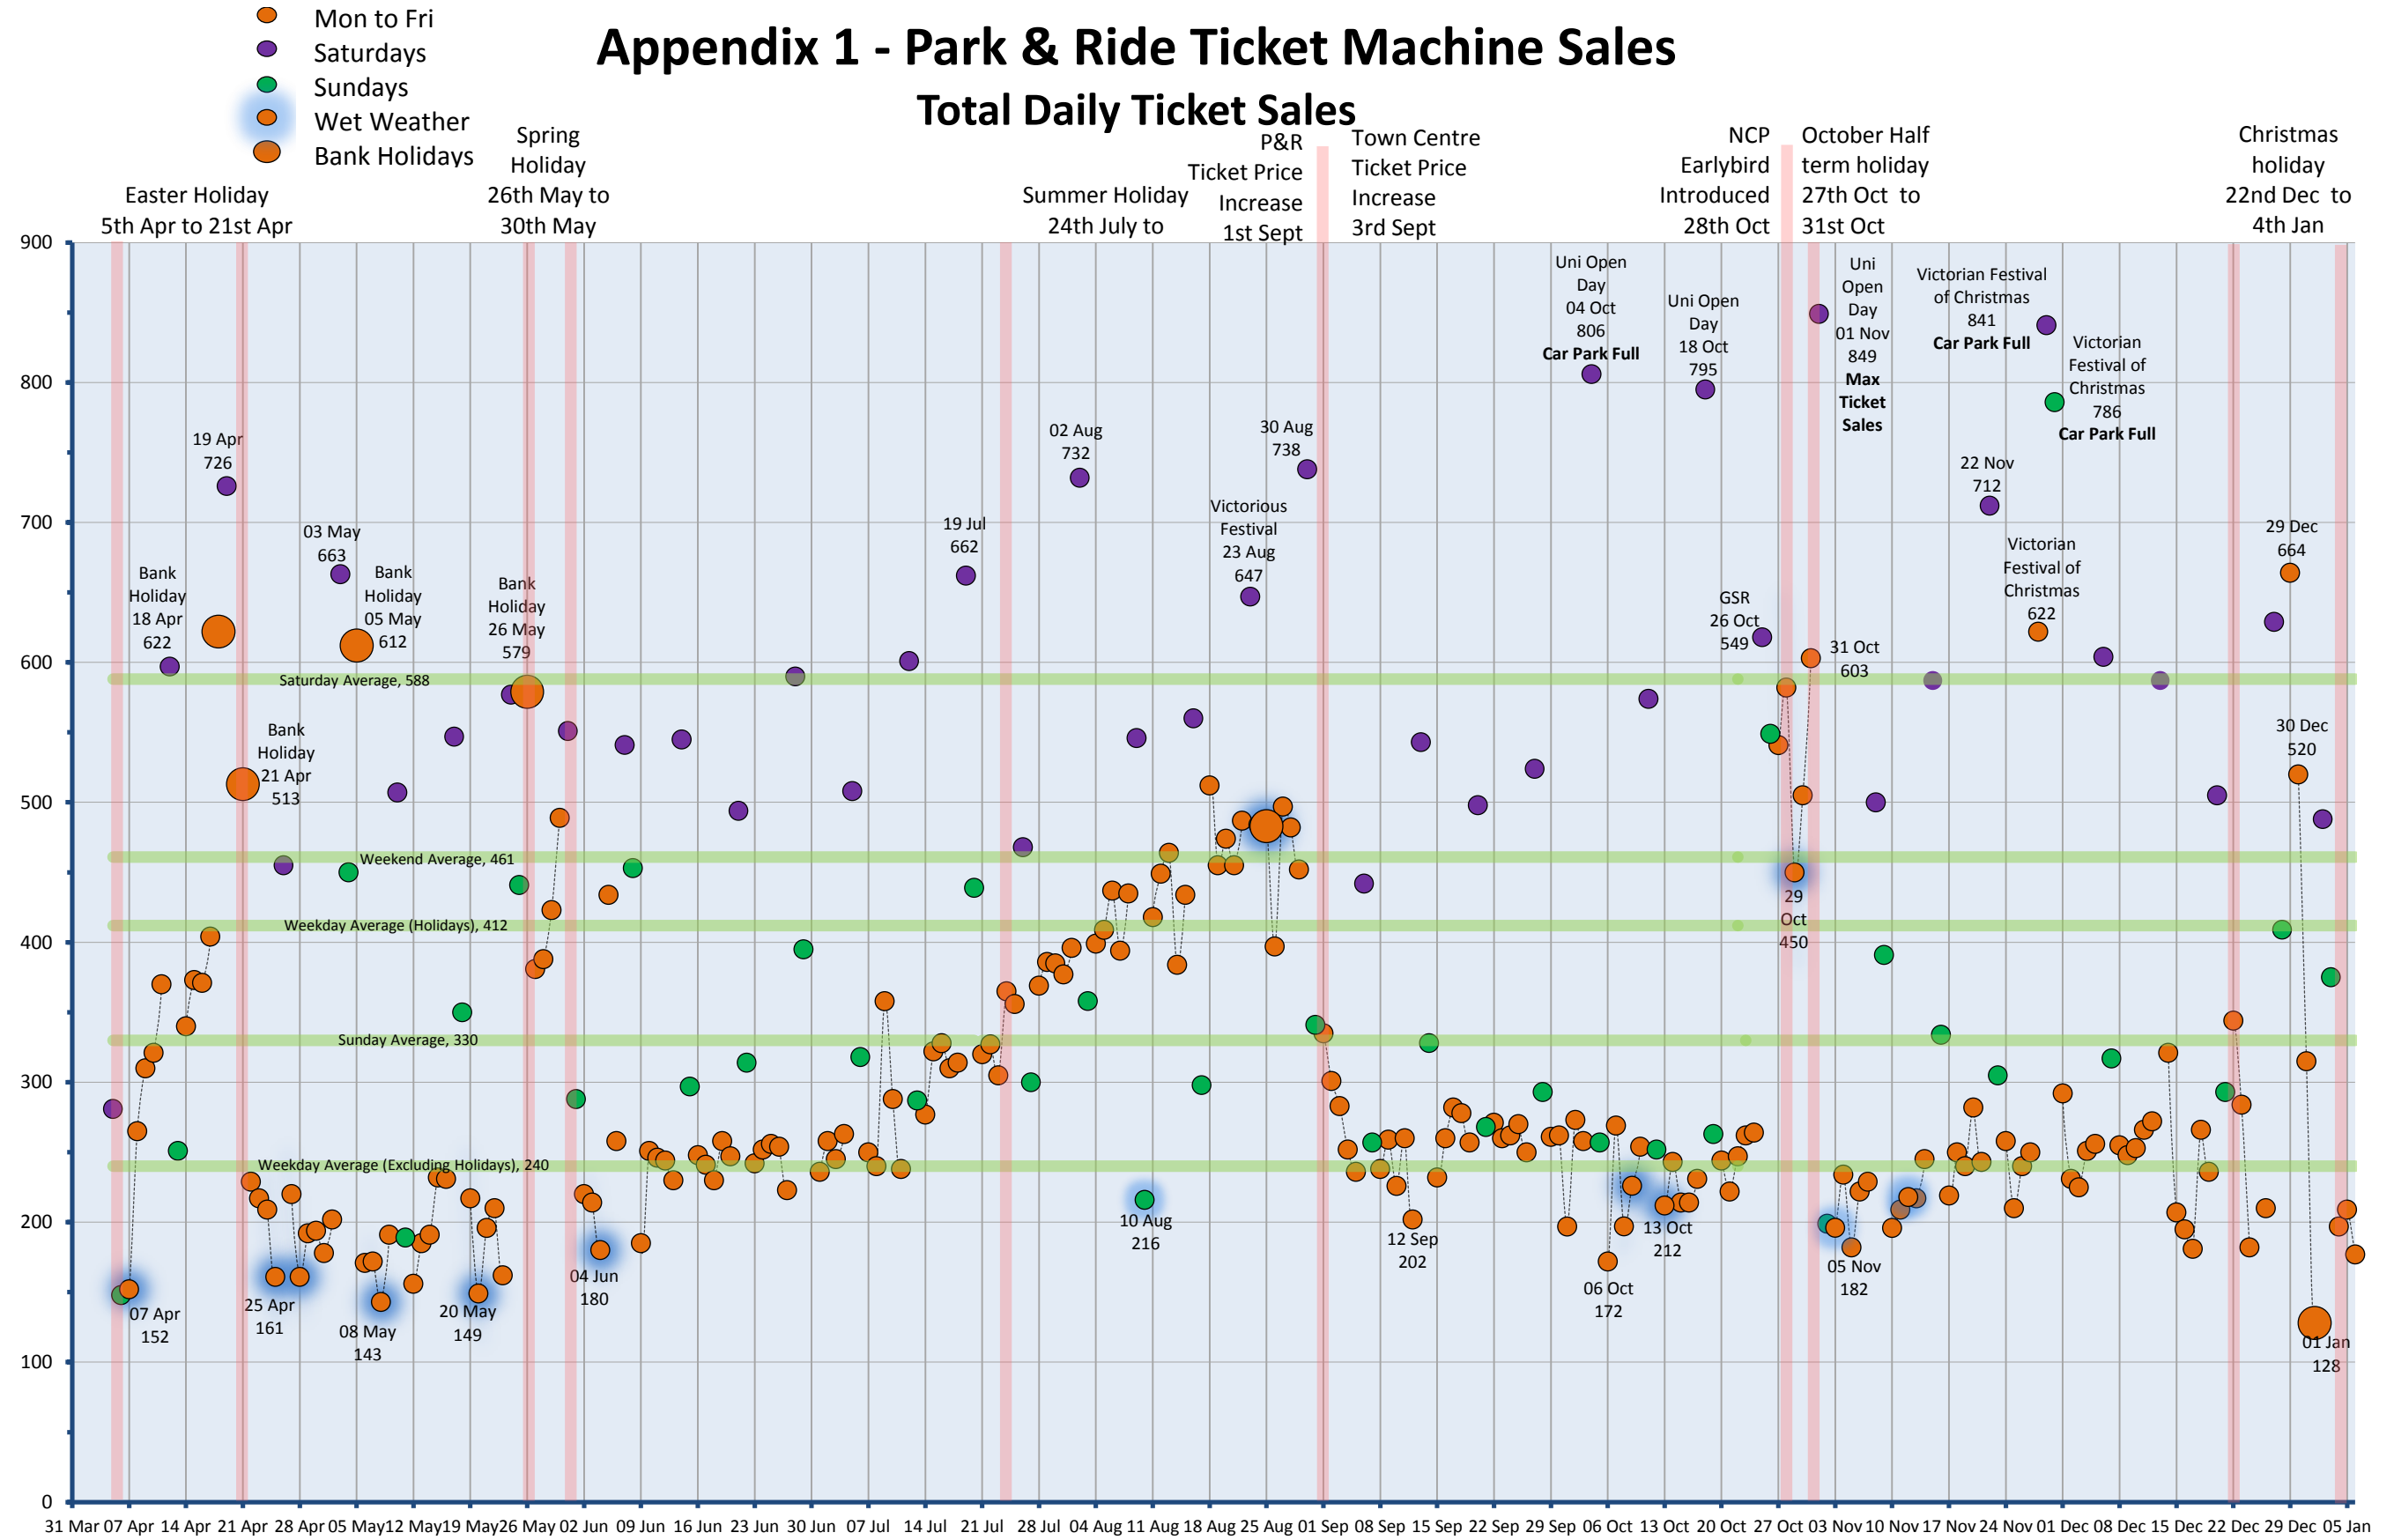 Mon to Fri
Saturdays
Sundays
Wet Weather
Bank Holidays
Appendix 1 - Park & Ride Ticket Machine Sales
Total Daily Ticket Sales
Easter Holiday
5th Apr to 21st Apr
Spring
Holiday
26th May to
30th May
Summer Holiday
24th July to
P&R
Ticket Price
Increase
1st Sept
Town Centre
Ticket Price
Increase
3rd Sept
NCP
Earlybird
Introduced
28th Oct
October Half
term holiday
27th Oct to
31st Oct
Christmas
holiday
22nd Dec to
4th Jan
900
800
700
600
500
400
300
200
100
0
Bank
Holiday
18 Apr
622
19 Apr
726
Bank
Holiday
21 Apr
513
03 May
663
Bank
Holiday
05 May
612
Bank
Holiday
26 May
579
19 Jul
662
02 Aug
732
Victorious
Festival
23 Aug
647
30 Aug
738
Uni Open
Day
04 Oct
806
Car Park Full
Uni Open
Day
18 Oct
795
GSR
26 Oct
549
Uni
Open
Day
01 Nov
849
Max
Ticket
Sales
31 Oct
603
29
Oct
450
Victorian Festival
of Christmas
841
Car Park Full
Victorian
Festival of
Christmas
786
Car Park Full
22 Nov
712
Victorian
Festival of
Christmas
622
29 Dec
664
30 Dec
520
Saturday Average, 588
Weekend Average, 461
Weekday Average (Holidays), 412
Sunday Average, 330
Weekday Average (Excluding Holidays), 240
07 Apr
152
25 Apr
161
08 May
143
20 May
149
04 Jun
180
10 Aug
216
12 Sep
202
06 Oct
172
13 Oct
212
05 Nov
182
01 Jan
128
31 Mar 07 Apr 14 Apr 21 Apr 28 Apr 05 May 12 May 19 May 26 May 02 Jun 09 Jun 16 Jun 23 Jun 30 Jun 07 Jul 14 Jul 21 Jul 28 Jul 04 Aug 11 Aug 18 Aug 25 Aug 01 Sep 08 Sep 15 Sep 22 Sep 29 Sep 06 Oct 13 Oct 20 Oct 27 Oct 03 Nov 10 Nov 17 Nov 24 Nov 01 Dec 08 Dec 15 Dec 22 Dec 29 Dec 05 Jan